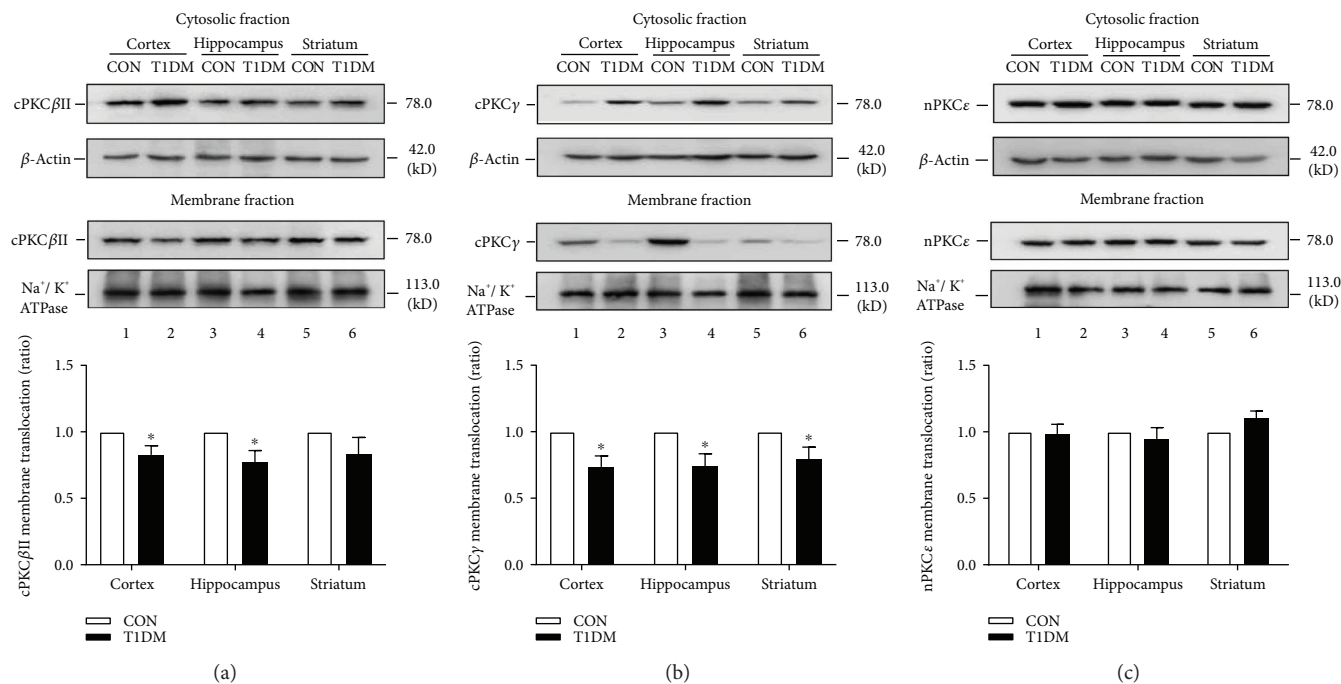 Cytosolic fraction
Cortex Hippocampus Striatum
CON T1DM CON T1DM CON T1DM
cPKCβII 78.0
β-Actin 42.0
(kD)
Membrane fraction
cPKCβII 78.0
Na⁺/ K⁺ 113.0
ATPase (kD)
1 2 3 4 5 6
cPKCβII membrane translocation (ratio)
1.5
1.0
0.5
0.0
* *
Cortex Hippocampus Striatum
CON
T1DM
(a)
Cytosolic fraction
Cortex Hippocampus Striatum
CON T1DM CON T1DM CON T1DM
cPKCγ 78.0
β-Actin 42.0
(kD)
Membrane fraction
cPKCγ 78.0
Na⁺/ K⁺ 113.0
ATPase (kD)
1 2 3 4 5 6
cPKCγ membrane translocation (ratio)
1.5
1.0
0.5
0.0
* * *
Cortex Hippocampus Striatum
CON
T1DM
(b)
Cytosolic fraction
Cortex Hippocampus Striatum
CON T1DM CON T1DM CON T1DM
nPKCε 78.0
β-Actin 42.0
(kD)
Membrane fraction
nPKCε 78.0
Na⁺/ K⁺ 113.0
ATPase (kD)
1 2 3 4 5 6
nPKCε membrane translocation (ratio)
1.5
1.0
0.5
0.0
Cortex Hippocampus Striatum
CON
T1DM
(c)